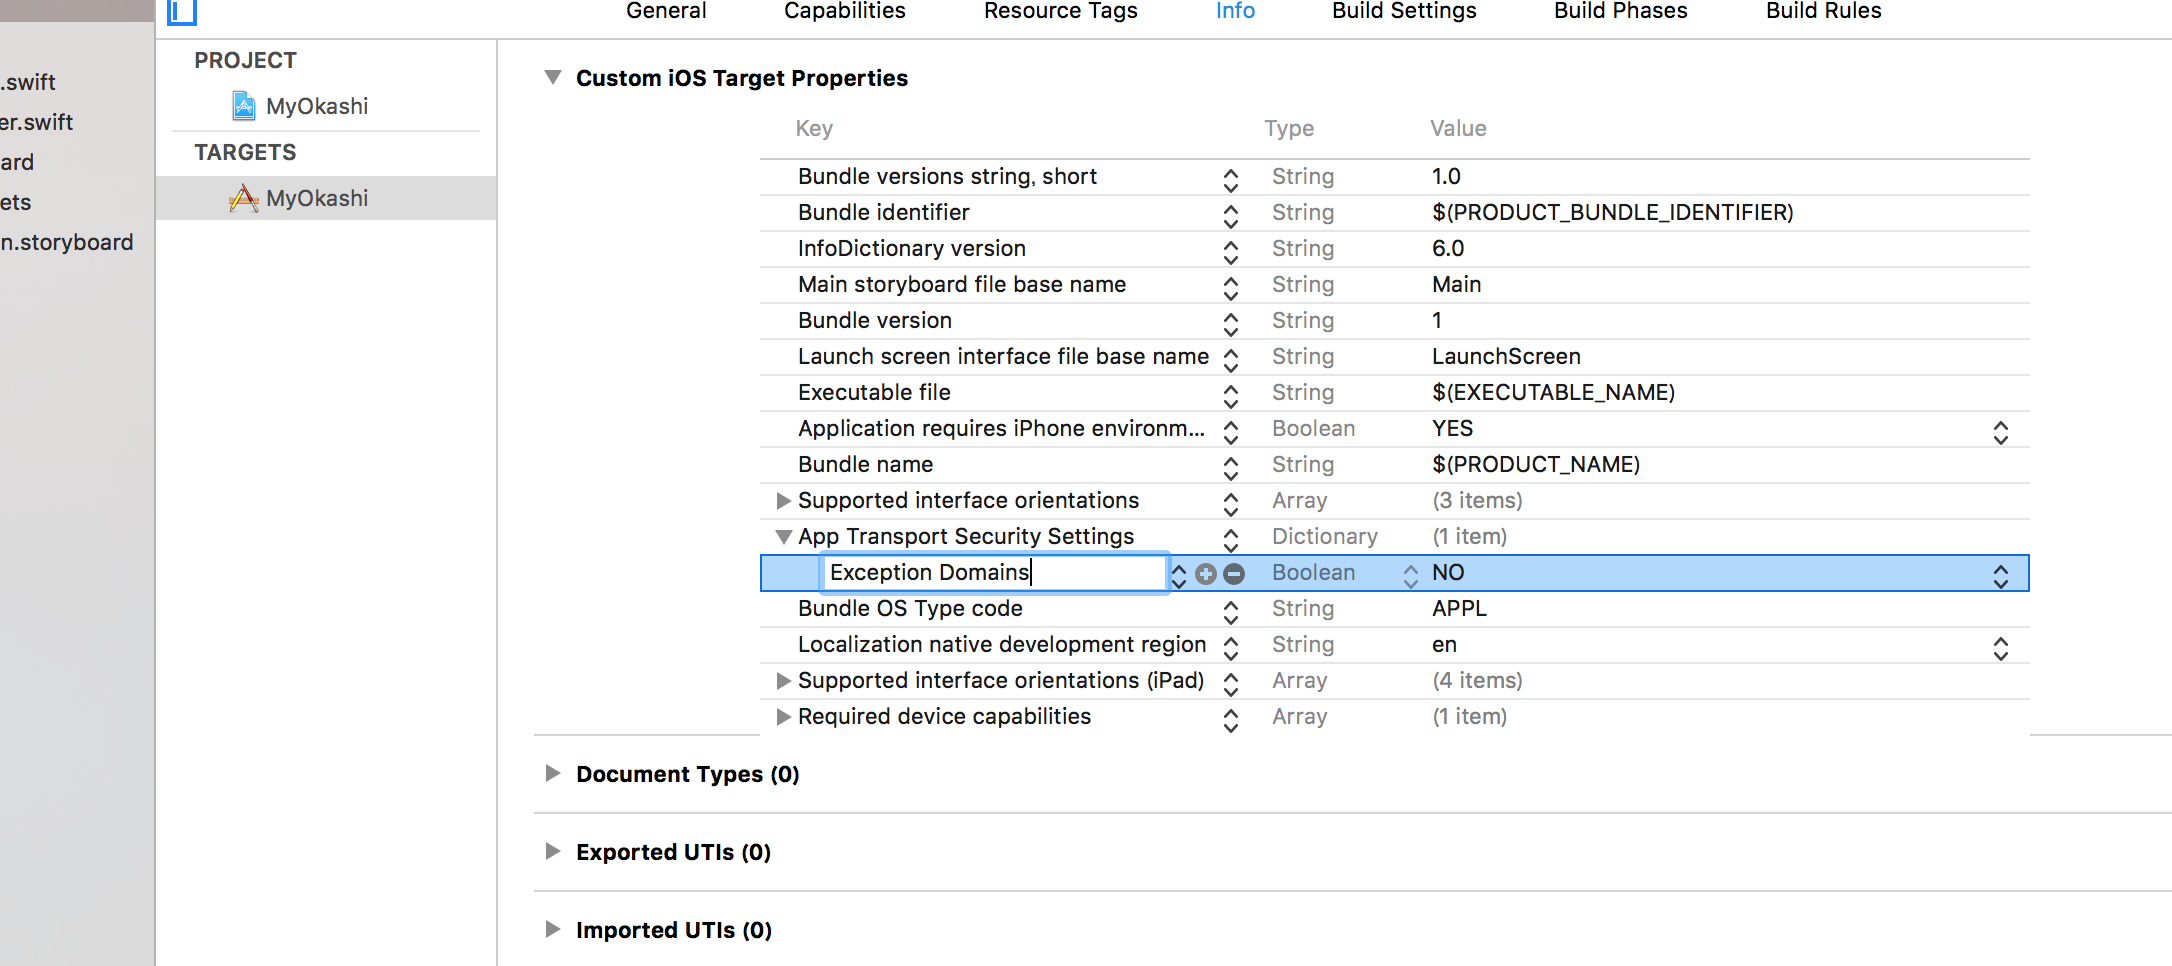 General Capabilities Resource Tags Info Build Settings Build Phases Build Rules
.swift
er.swift
ard
ets
n.storyboard
PROJECT
MyOkashi
TARGETS
MyOkashi
Custom iOS Target Properties
Key Type Value
Bundle versions string, short String 1.0
Bundle identifier String $(PRODUCT_BUNDLE_IDENTIFIER)
InfoDictionary version String 6.0
Main storyboard file base name String Main
Bundle version String 1
Launch screen interface file base name String LaunchScreen
Executable file String $(EXECUTABLE_NAME)
Application requires iPhone environm... Boolean YES
Bundle name String $(PRODUCT_NAME)
Supported interface orientations Array (3 items)
App Transport Security Settings Dictionary (1 item)
Exception Domains Boolean NO
Bundle OS Type code String APPL
Localization native development region String en
Supported interface orientations (iPad) Array (4 items)
Required device capabilities Array (1 item)
Document Types (0)
Exported UTIs (0)
Imported UTIs (0)